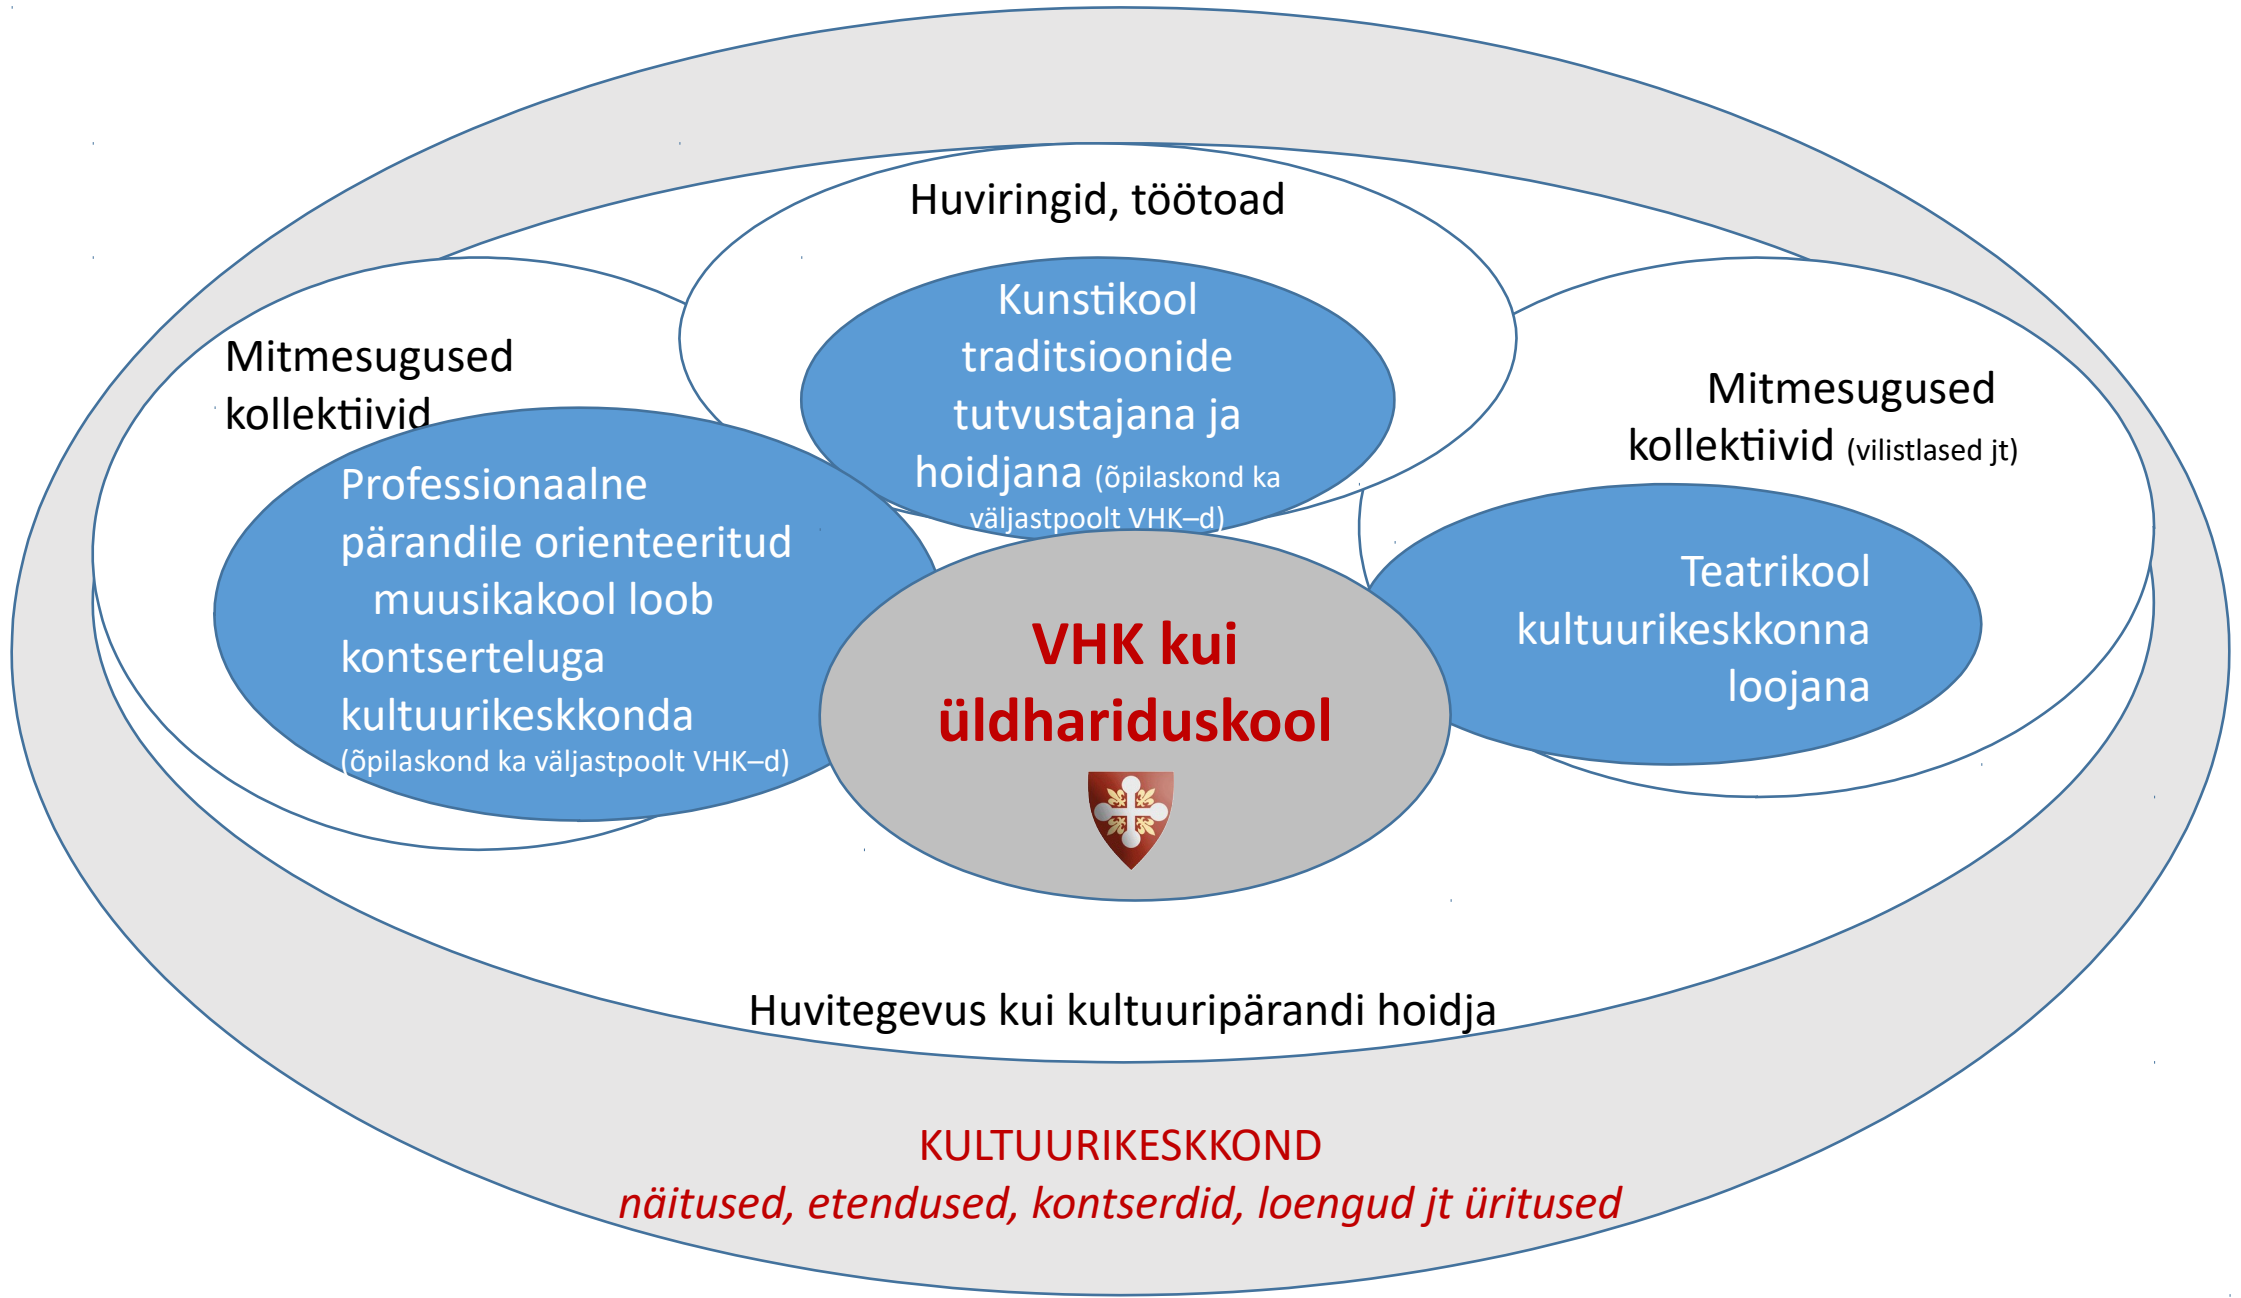 Huviringid, töötoad
Kunstikool
traditsioonide
tutvustajana ja
hoidjana (õpilaskond ka
väljastpoolt VHK–d)
Mitmesugused
kollektiivid
Professionaalne
pärandile orienteeritud
muusikakool loob
kontserteluga
kultuurikeskkonda
(õpilaskond ka väljastpoolt VHK–d)
Mitmesugused
kollektiivid (vilistlased jt)
Teatrikool
kultuurikeskkonna
loojana
VHK kui
üldhariduskool
Huvitegevus kui kultuuripärandi hoidja
KULTUURIKESKKOND
näitused, etendused, kontserdid, loengud jt üritused